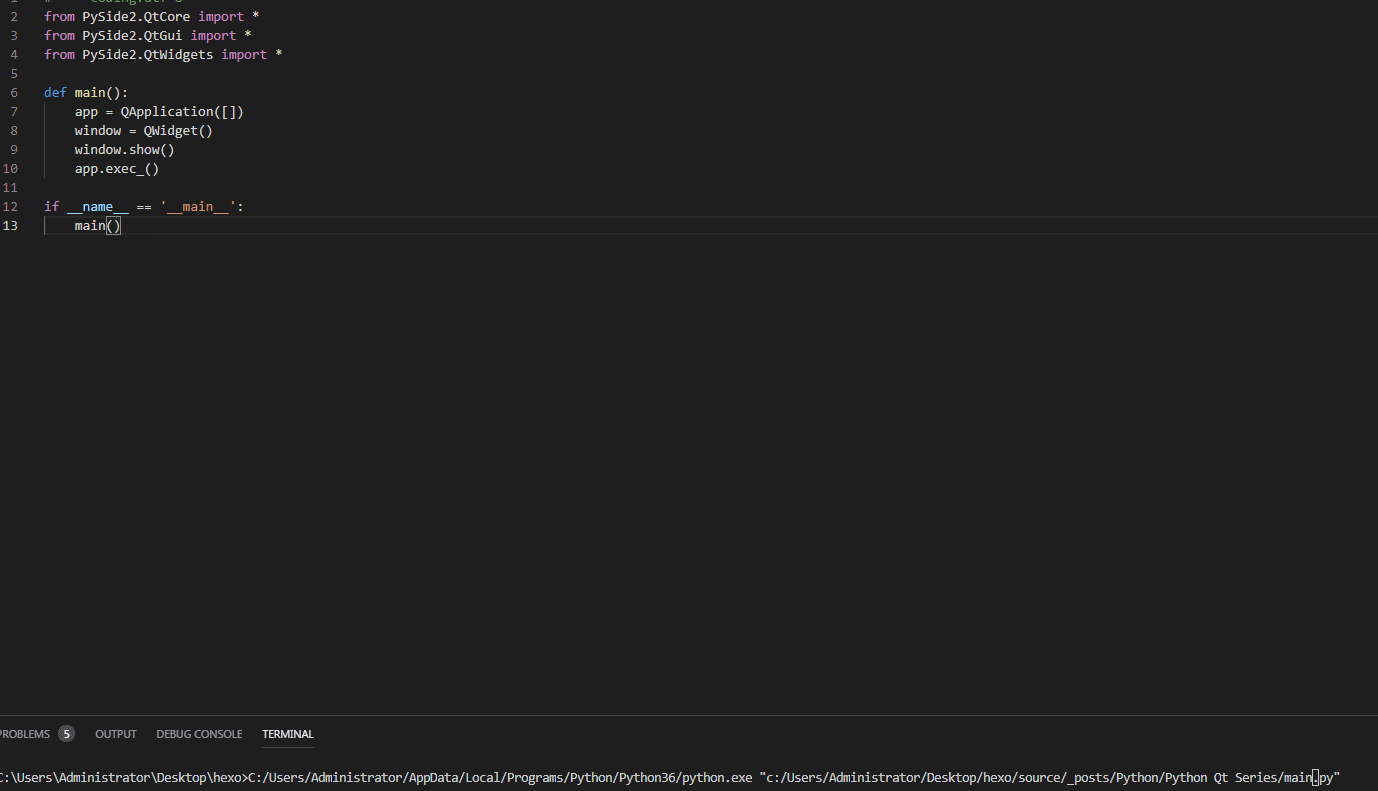 2 from PySide2.QtCore import *
3 from PySide2.QtGui import *
4 from PySide2.QtWidgets import *
5
6 def main():
7 app = QApplication([])
8 window = QWidget()
9 window.show()
10 app.exec_()
11
12 if __name__ == '__main__':
13 main()
PROBLEMS 5 OUTPUT DEBUG CONSOLE TERMINAL
C:\Users\Administrator\Desktop\hexo>C:/Users/Administrator/AppData/Local/Programs/Python/Python36/python.exe "c:/Users/Administrator/Desktop/hexo/source/_posts/Python/Python Qt Series/main.py"